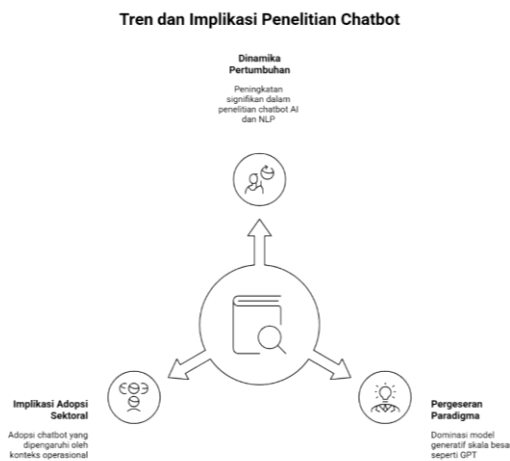 Tren dan Implikasi Penelitian Chatbot
Dinamika
Pertumbuhan
Peningkatan
signifikan dalam
penelitian chatbot AI
dan NLP
Implikasi Adopsi
Sektoral
Adopsi chatbot yang
dipengaruhi oleh
konteks operasional
Pergeseran
Paradigma
Dominasi model
generatif skala besa
seperti GPT